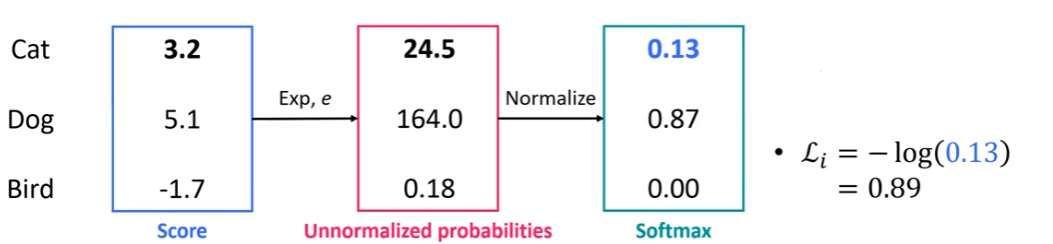 Cat 3.2 24.5 0.13
Exp, e Normalize
Dog 5.1 164.0 0.87
• ℒᵢ = − log(0.13)
Bird -1.7 0.18 0.00
= 0.89
Score Unnormalized probabilities Softmax